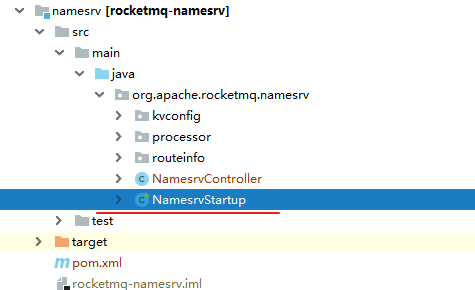 namesrv [rocketmq-namesrv]
src
main
java
org.apache.rocketmq.namesrv
kvconfig
processor
routeinfo
NamesrvController
NamesrvStartup
test
target
pom.xml
rocketmq-namesrv.iml